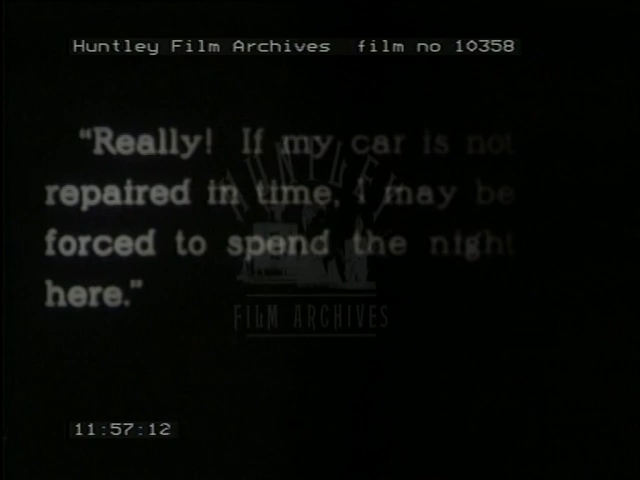 Huntley Film Archives film no 10358
"Really! If my car is not
repaired in time, I may be
forced to spend the night
here."
HUNTLEY
FILM ARCHIVES
11:57:12